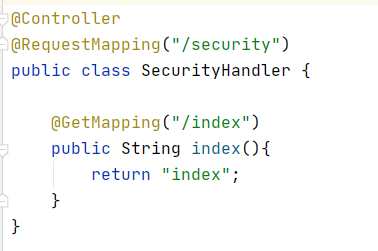 @Controller
@RequestMapping("/security")
public class SecurityHandler {
@GetMapping("/index")
public String index(){
return "index";
}
}